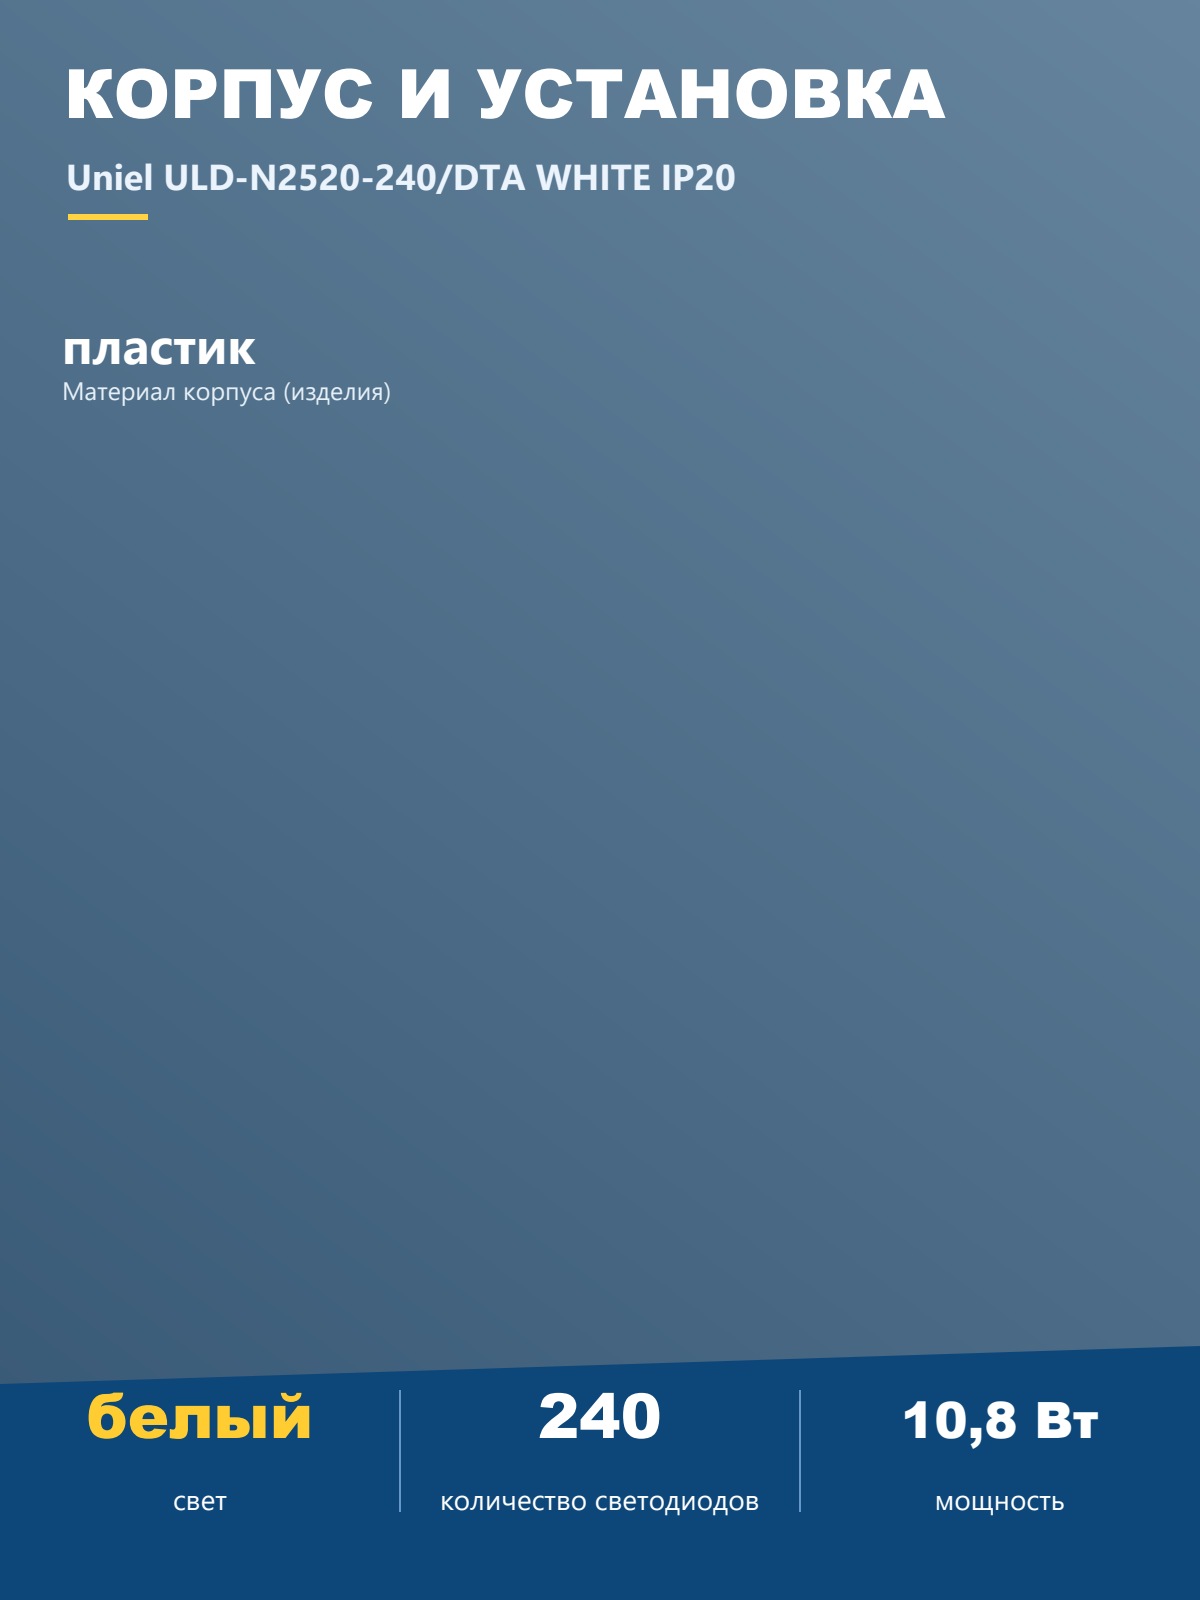 КОРПУС И УСТАНОВКА
Uniel ULD-N2520-240/DTA WHITE IP20
пластик
Материал корпуса (изделия)
белый
свет
240
количество светодиодов
10,8 Вт
мощность